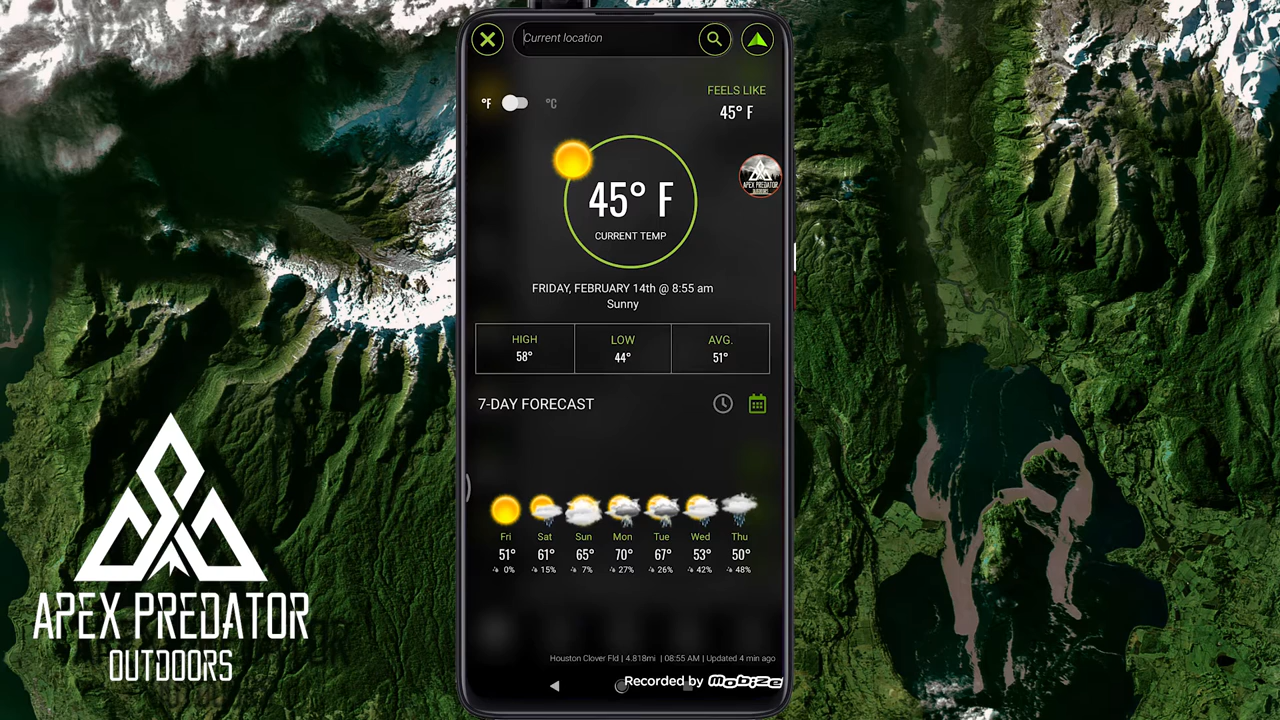 Current location
°F °C
FEELS LIKE
45° F
45° F
CURRENT TEMP
APEX PREDATOR
OUTDOORS
FRIDAY, FEBRUARY 14th @ 8:55 am
Sunny
HIGH LOW AVG.
58° 44° 51°
7-DAY FORECAST
Fri Sat Sun Mon Tue Wed Thu
51° 61° 65° 70° 67° 53° 50°
0% 15% 7% 27% 26% 42% 48%
Houston Clover Fld | 4.818mi | 08:55 AM | Updated 4 min ago
Recorded by Mobizen
APEX PREDATOR
OUTDOORS